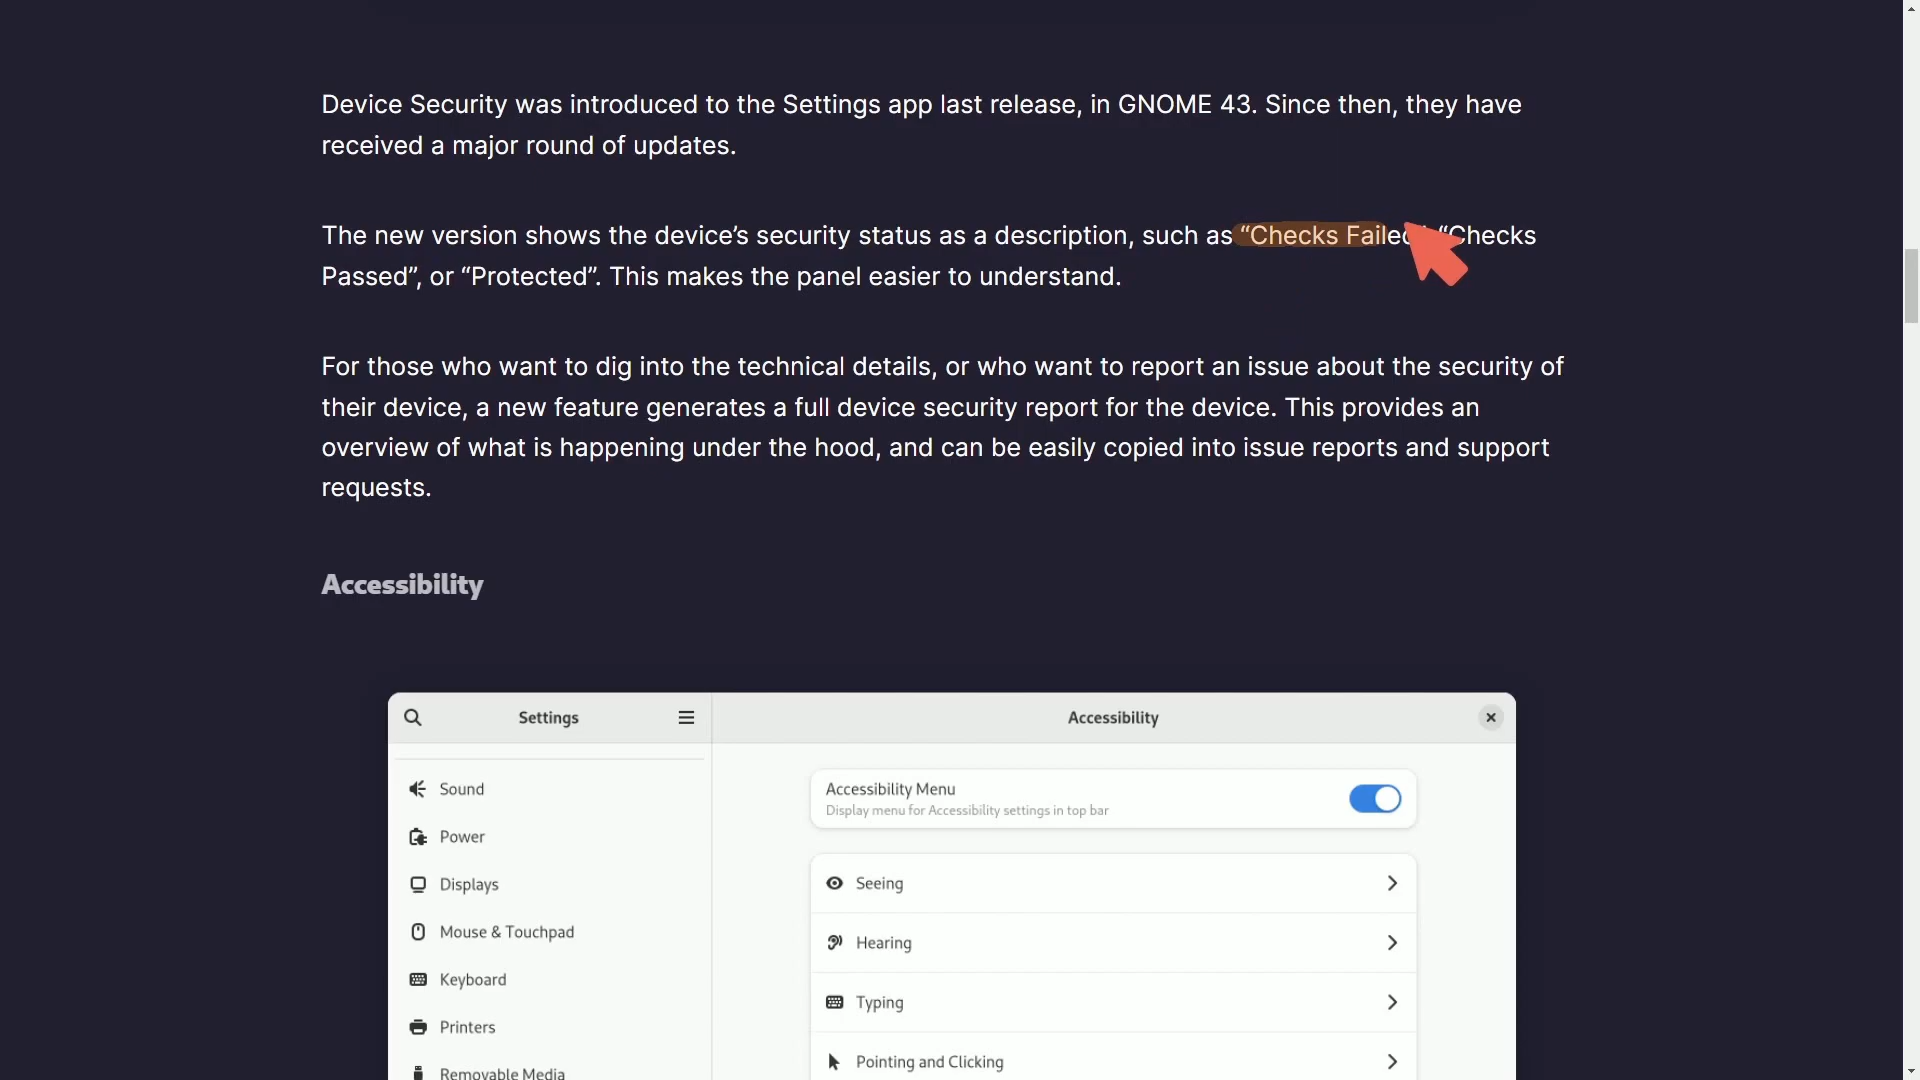 Device Security was introduced to the Settings app last release, in GNOME 43. Since then, they have
received a major round of updates.
The new version shows the device’s security status as a description, such as “Checks Failed “Checks
Passed”, or “Protected”. This makes the panel easier to understand.
For those who want to dig into the technical details, or who want to report an issue about the security of
their device, a new feature generates a full device security report for the device. This provides an
overview of what is happening under the hood, and can be easily copied into issue reports and support
requests.
Accessibility
Settings
Accessibility
Sound
Power
Displays
Mouse & Touchpad
Keyboard
Printers
Removable Media
Accessibility Menu
Display menu for Accessibility settings in top bar
Seeing
Hearing
Typing
Pointing and Clicking